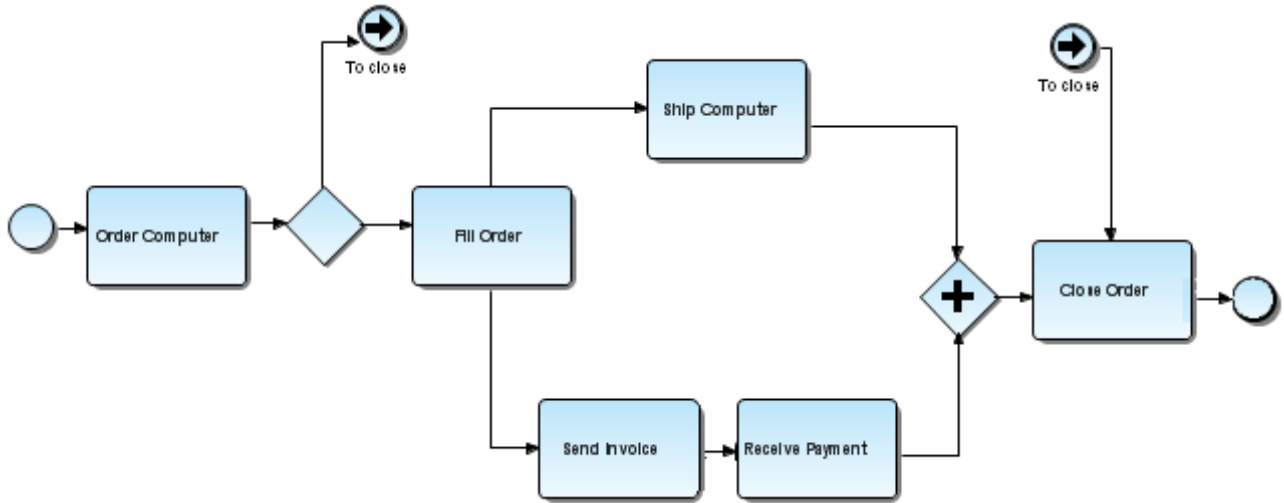 To close
To close
Ship Computer
Order Computer
Fill Order
Close Order
Send Invoice
Receive Payment